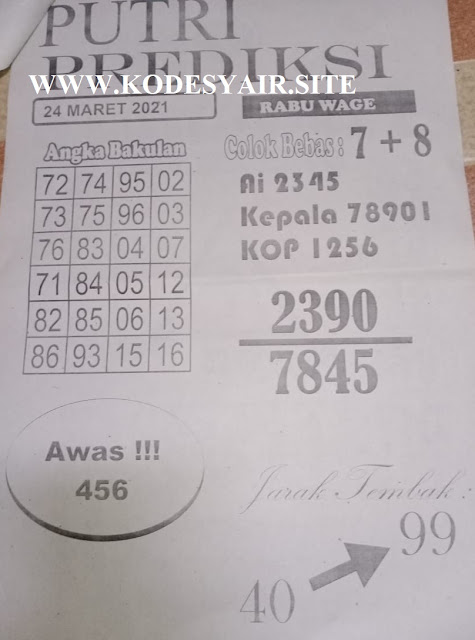 PUTRI
PREDIKSI
WWW.KODESYAIR.SITE
24 MARET 2021
RABU WAGE
Angka Bakulan
72 74 95 02
73 75 96 03
76 83 04 07
71 84 05 12
82 85 06 13
86 93 15 16
Colok Bebas : 7 + 8
Ai 2345
Kepala 78901
KOP 1256
2390
7845
Awas !!!
456
Jarak Tembak :
99
40